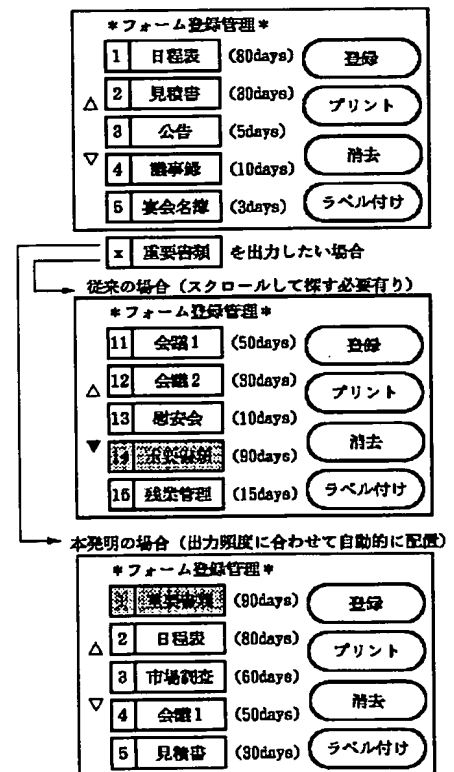 *フォーム登録管理*
1 日程表 (80days) 登録
2 見積書 (30days) プリント
△
3 公告 (5days)
▽
4 議事録 (10days) 消去
5 宴会名簿 (3days) ラベル付け
x 重要書類 を出力したい場合
従来の場合（スクロールして探す必要有り）
*フォーム登録管理*
11 会議1 (50days) 登録
12 会議2 (30days) プリント
△
13 慰安会 (10days)
▼
14 重要書類 (90days) 消去
15 残業管理 (15days) ラベル付け
本発明の場合（出力頻度に合わせて自動的に配置）
*フォーム登録管理*
重要書類 (90days) 登録
2 日程表 (80days) プリント
△
3 市場調査 (60days)
▽
4 会議1 (50days) 消去
5 見積書 (30days) ラベル付け